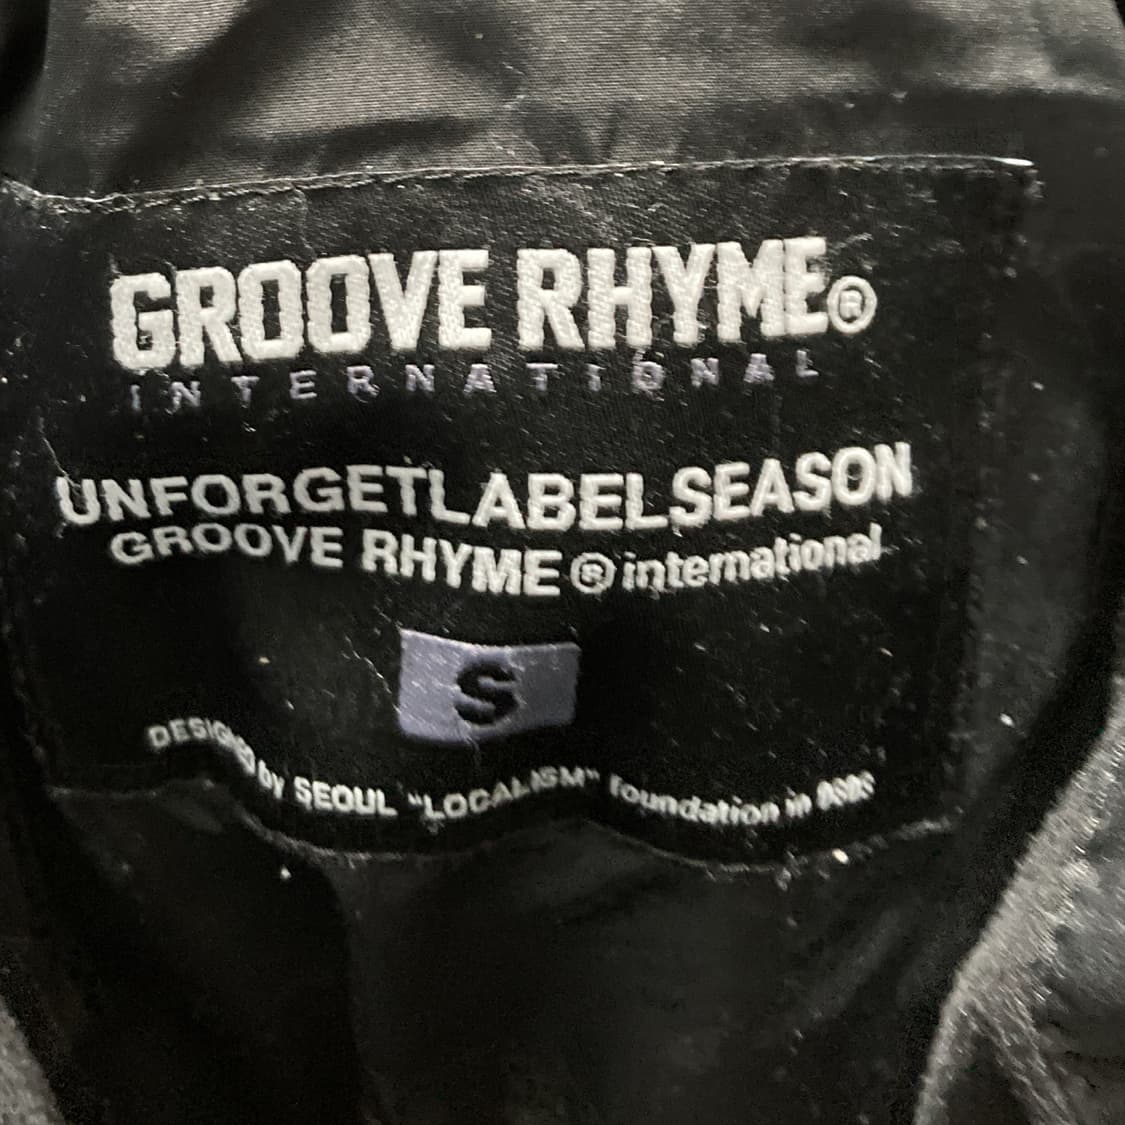 GROOVE RHYME®
INTERNATIONAL
UNFORGETLABELSEASON
GROOVE RHYME® international
S
DESIGNED by SEOUL "LOCALISM" foundation in